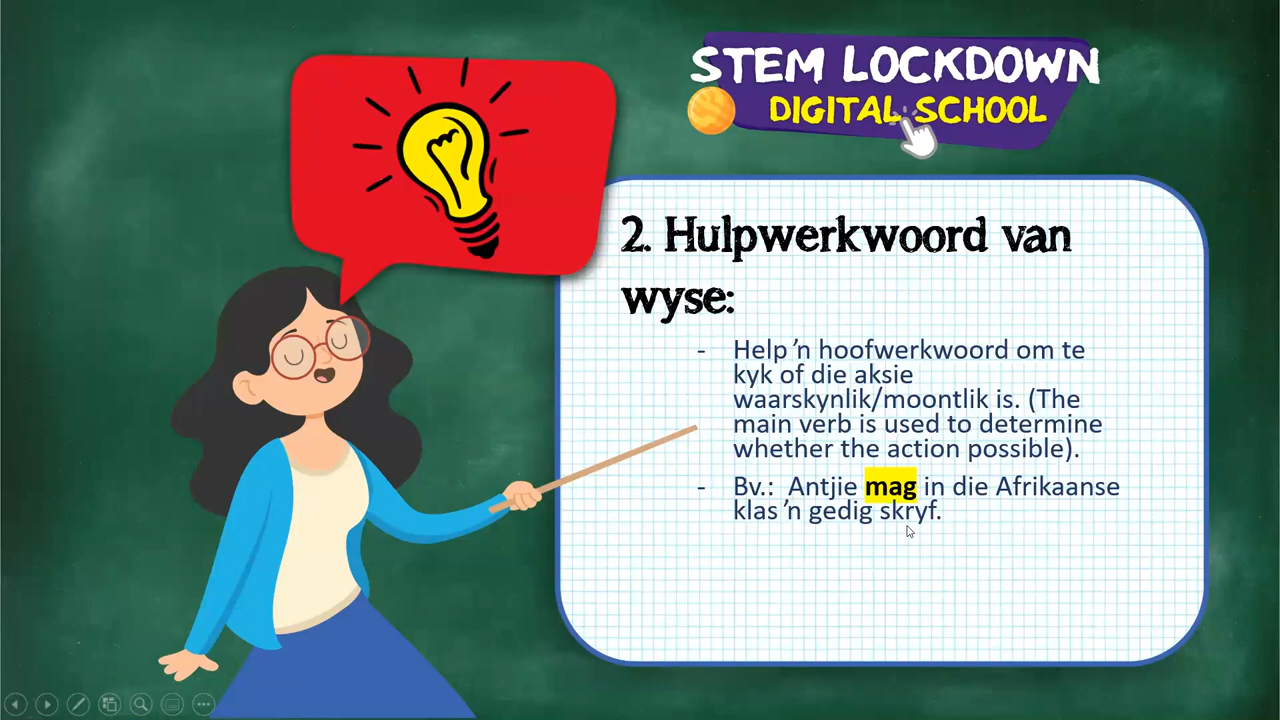 STEM LOCKDOWN
DIGITAL SCHOOL
2. Hulpwerkwoord van
wyse:
- Help 'n hoofwerkwoord om te
kyk of die aksie
waarskynlik/moontlik is. (The
main verb is used to determine
whether the action possible).
- Bv.: Antjie mag in die Afrikaanse
klas 'n gedig skryf.